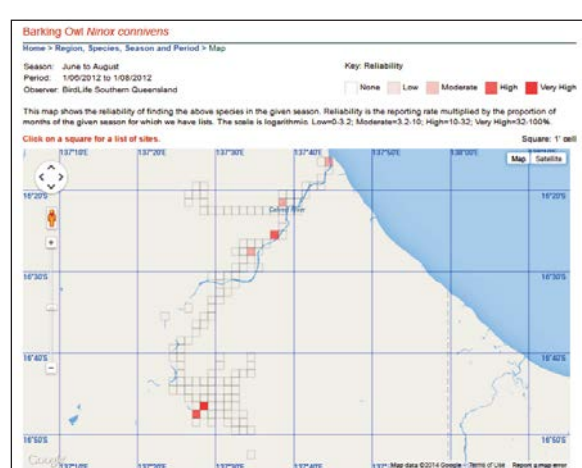 Barking Owl Ninox connivens
Home > Region, Species, Season and Period > Map
Season: June to August
Period: 1/06/2012 to 1/08/2012
Observer: BirdLife Southern Queensland
Key: Reliability
None Low Moderate High Very High
This map shows the reliability of finding the above species in the given season. Reliability is the reporting rate multiplied by the proportion of
months of the given season for which we have lists. The scale is logarithmic. Low=0-3.2; Moderate=3.2-10; High=10-32; Very High=32-100%.
Click on a square for a list of sites.
Square: 1' cell
137°10'E 137°20'E 137°30'E 137°40'E 137°50'E 138°00'E
Map Satellite
16°20'S 16°20'S
Calvert River
16°30'S 16°30'S
16°40'S 16°40'S
16°50'S 16°50'S
Google
137°10'E 137°20'E 137°30'E 137°40'E
Map data ©2014 Google - Terms of Use Report a map error